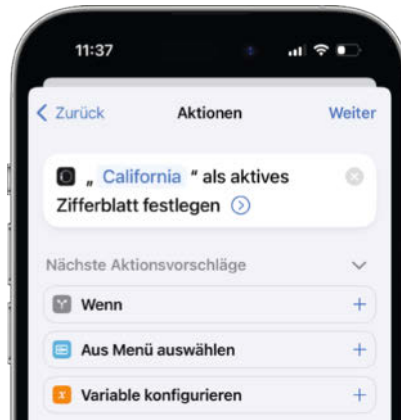 11:37
Zurück Aktionen Weiter
„ California “ als aktives
Zifferblatt festlegen
Nächste Aktionsvorschläge
Wenn
Aus Menü auswählen
x Variable konfigurieren